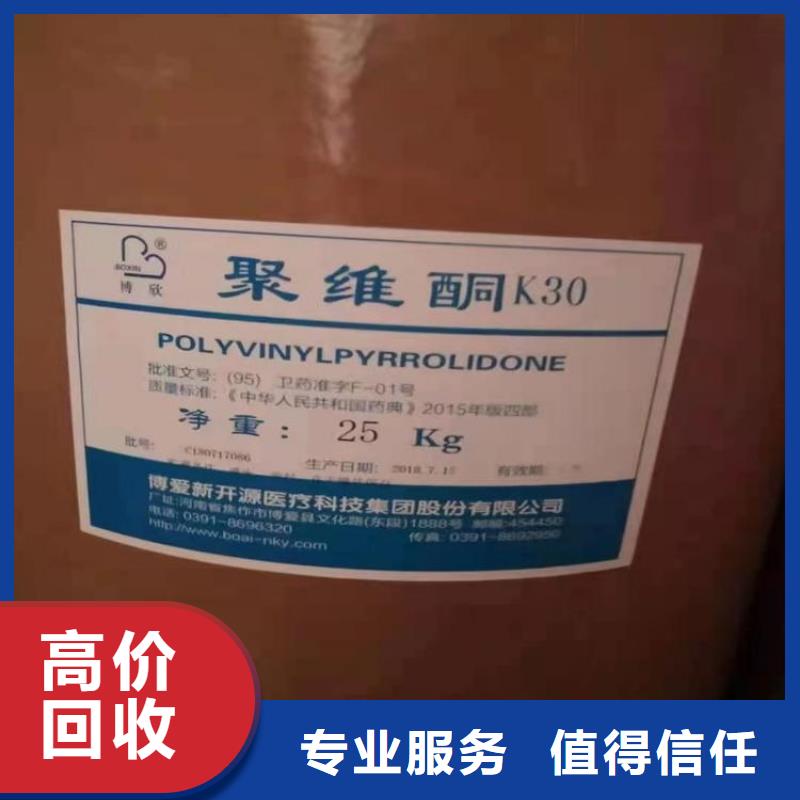 BOXIN ®
博欣
聚维酮K30
POLYVINYLPYRROLIDONE
批准文号:(95)卫药准字F-01号
质量标准:《中华人民共和国药典》2015年版四部
净重: 25 Kg
批号: C180717086 生产日期: 2018.7.15 有效期:
博爱新开源医疗科技集团股份有限公司
厂址:河南省焦作市博爱县文化路(东段)1888号 邮编:454450
电话: 0391-8696320 传真: 0391-8692950
http://www.boai-nky.com
高价
回收
专业服务 值得信任